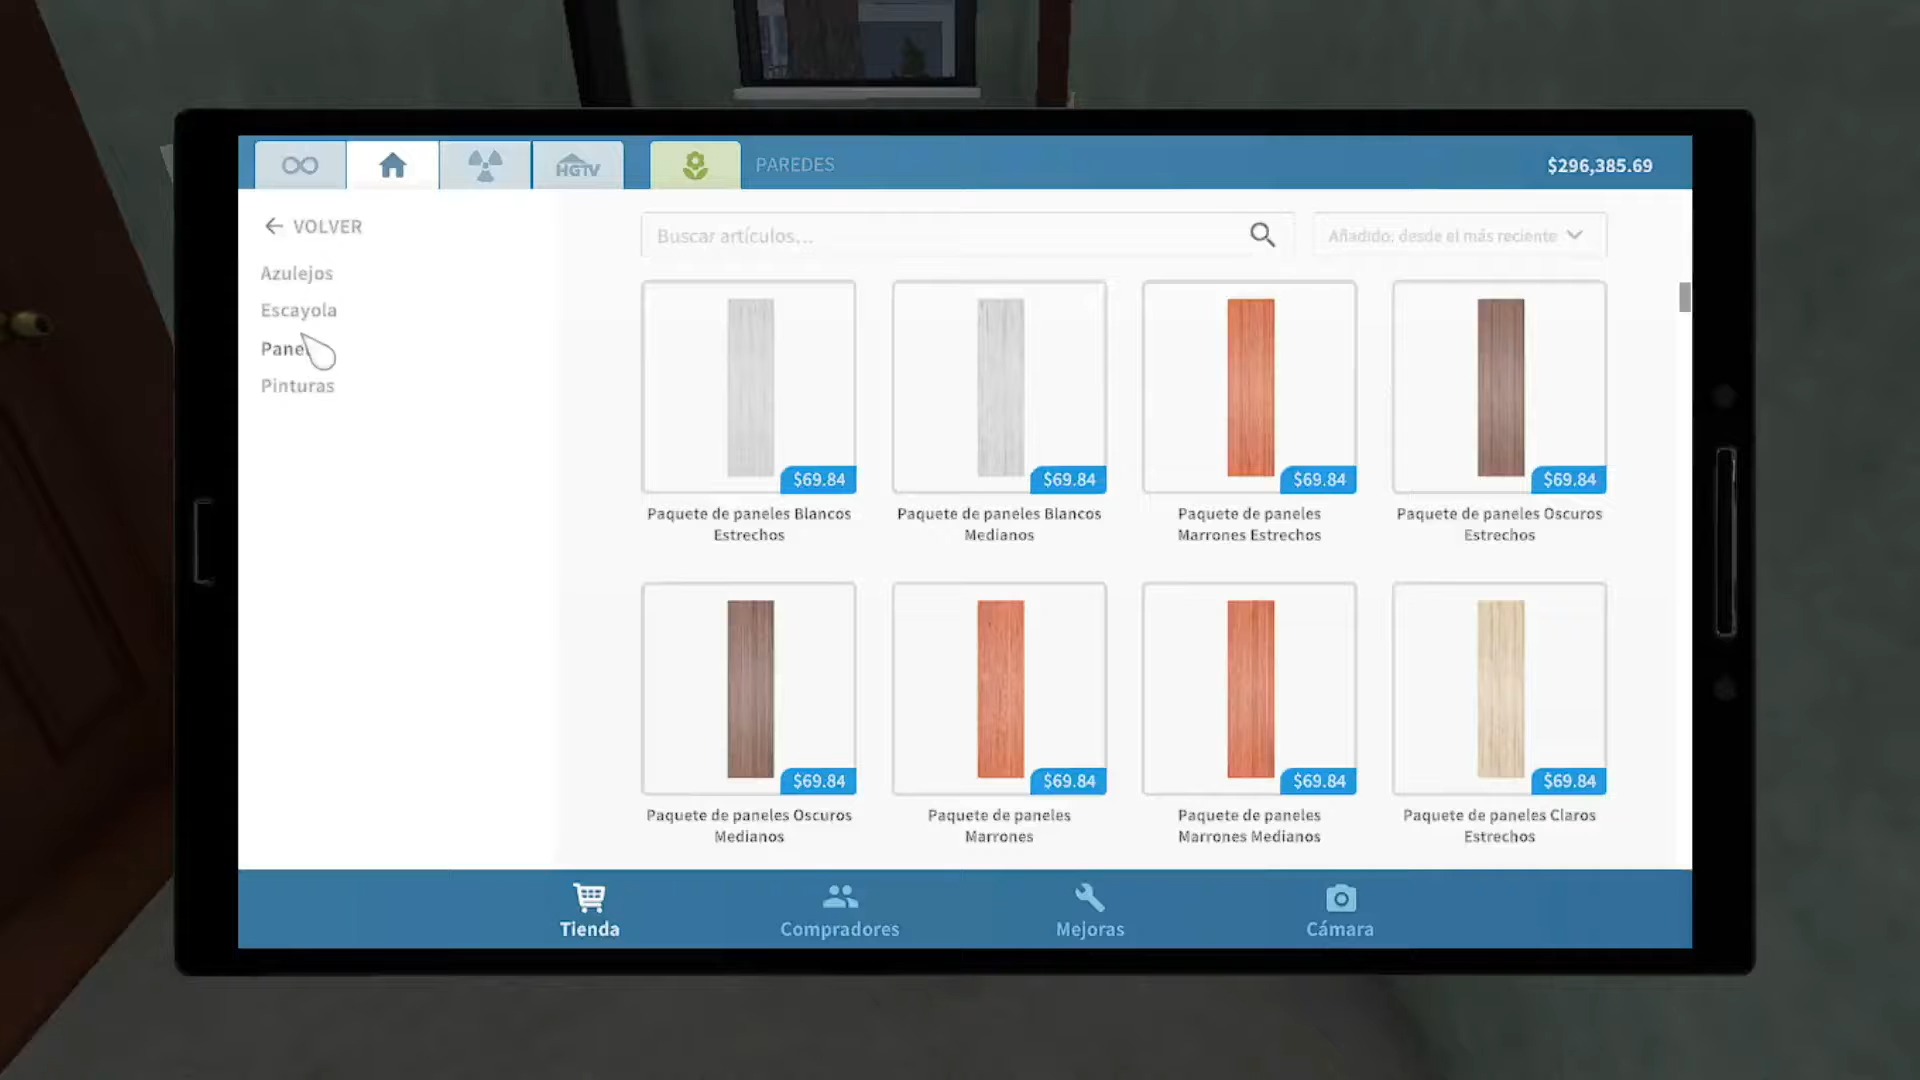 HGTV
PAREDES
$296,385.69
VOLVER
Buscar artículos...
Añadido: desde el más reciente
Azulejos
Escayola
Pinturas
$69.84
$69.84
$69.84
$69.84
Paquete de paneles Blancos
Estrechos
Paquete de paneles Blancos
Medianos
Paquete de paneles
Marrones Estrechos
Paquete de paneles Oscuros
Estrechos
$69.84
$69.84
$69.84
$69.84
Paquete de paneles Oscuros
Medianos
Paquete de paneles
Marrones
Paquete de paneles
Marrones Medianos
Paquete de paneles Claros
Estrechos
Tienda
Compradores
Mejoras
Cámara